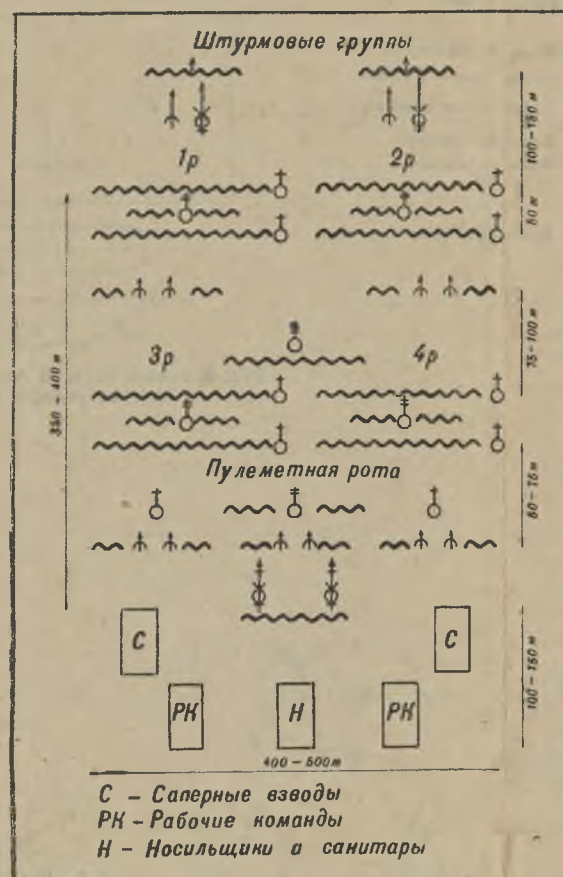 Штурмовые группы
100-150 м
1р 2р
50 м
350-400 м
75-100 м
3р 4р
Пулеметная рота
50-75 м
С С
100-150 м
РК Н РК
400-500 м
С - Саперные взводы
РК - Рабочие команды
Н - Носильщики и санитары